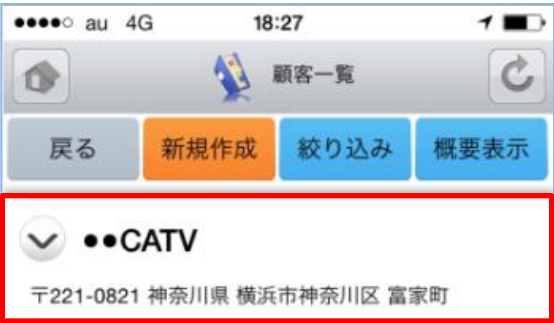 ●●●●○ au 4G 18:27
顧客一覧
戻る 新規作成 絞り込み 概要表示
●●CATV
〒221-0821 神奈川県 横浜市神奈川区 富家町